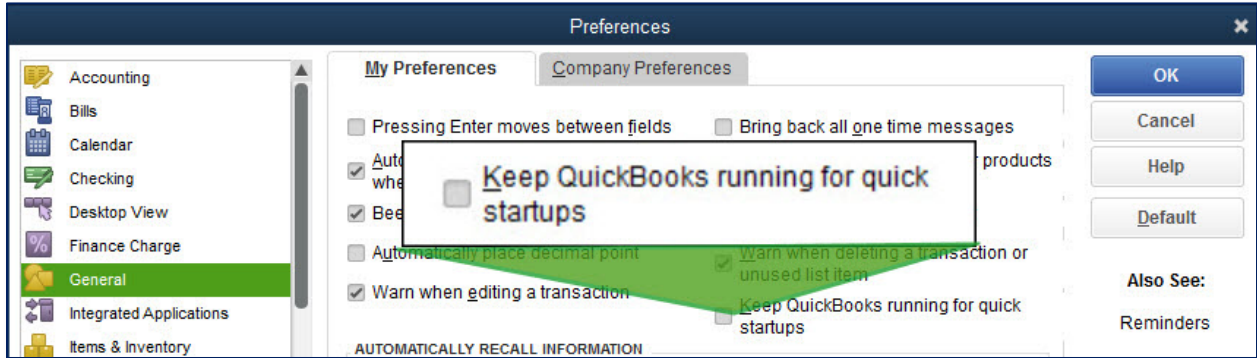 Preferences
Accounting
Bills
Calendar
Checking
Desktop View
Finance Charge
General
Integrated Applications
Items & Inventory
My Preferences
Company Preferences
Pressing Enter moves between fields
Bring back all one time messages
products
Keep QuickBooks running for quick
startups
Automatically place decimal point
Warn when deleting a transaction or
unused list item
Warn when editing a transaction
Keep QuickBooks running for quick
startups
AUTOMATICALLY RECALL INFORMATION
OK
Cancel
Help
Default
Also See:
Reminders